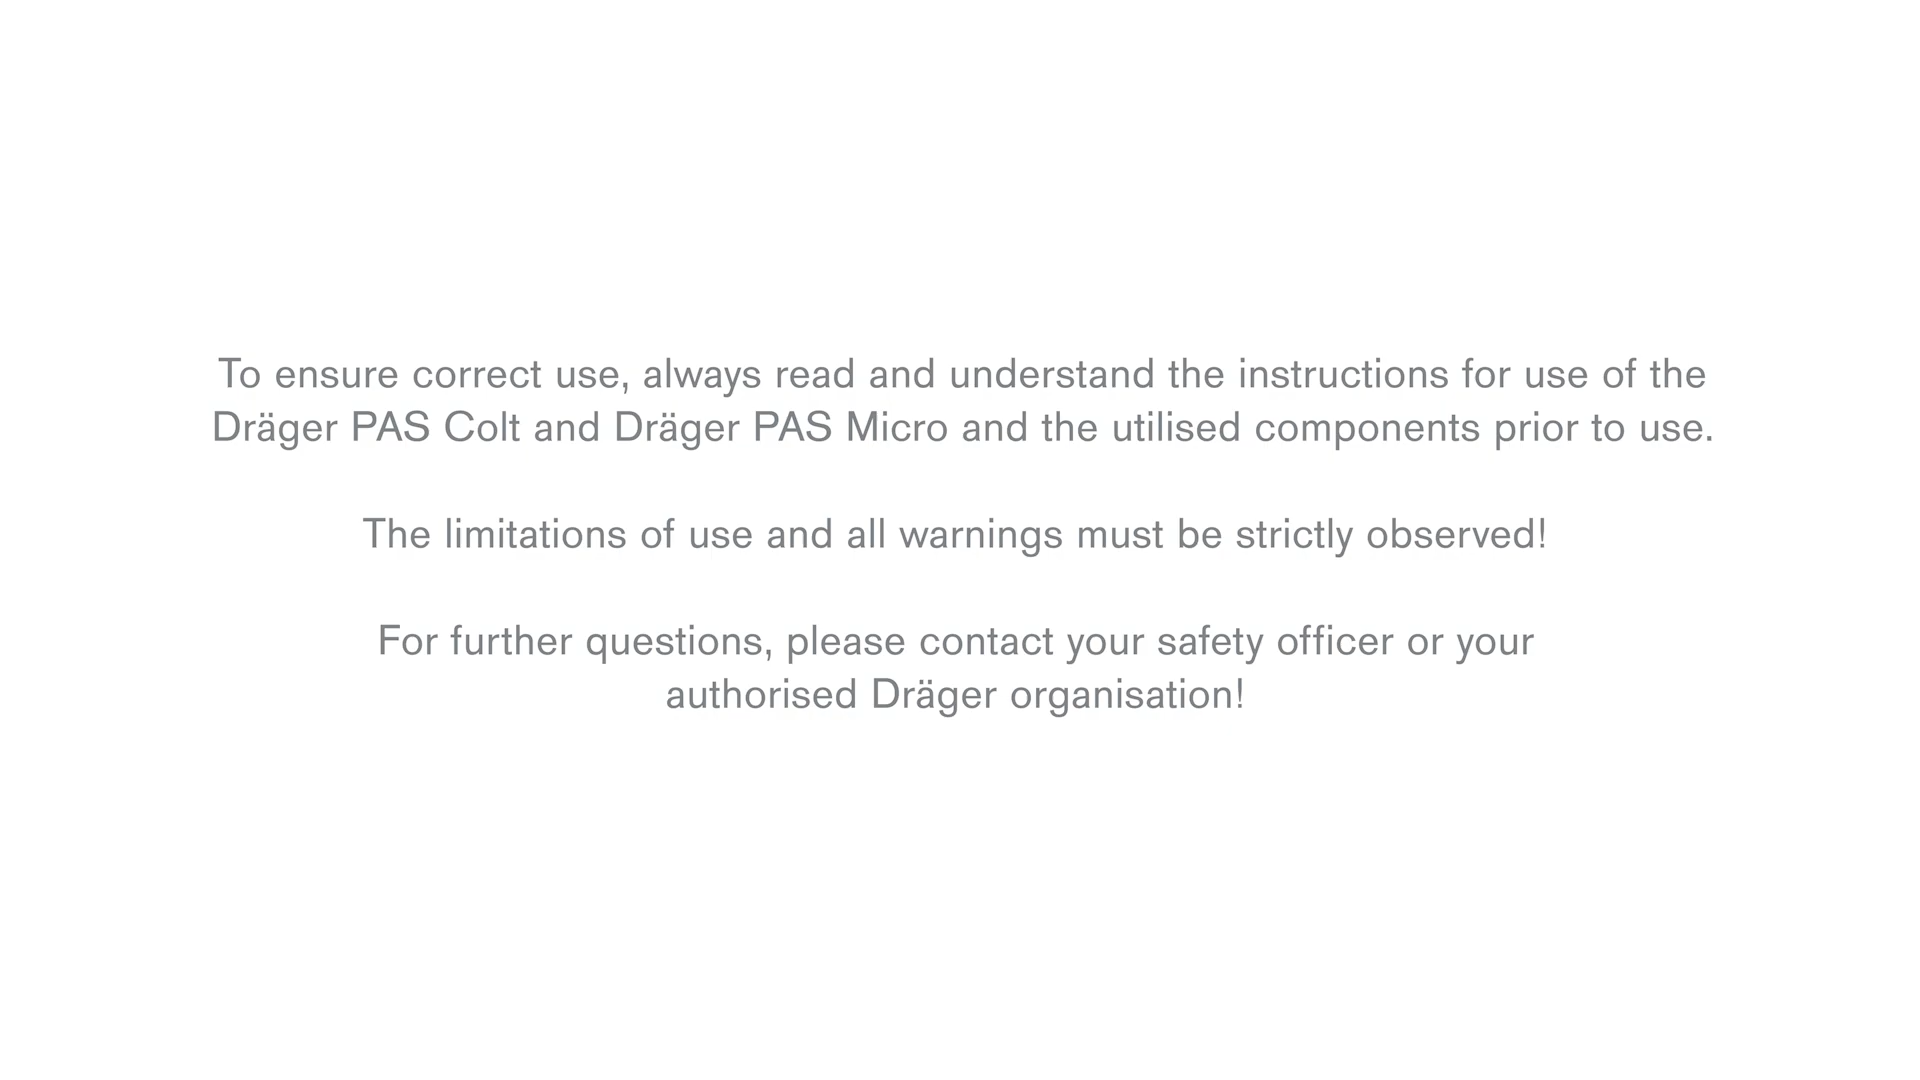 To ensure correct use, always read and understand the instructions for use of the
Dräger PAS Colt and Dräger PAS Micro and the utilised components prior to use.
The limitations of use and all warnings must be strictly observed!
For further questions, please contact your safety officer or your
authorised Dräger organisation!